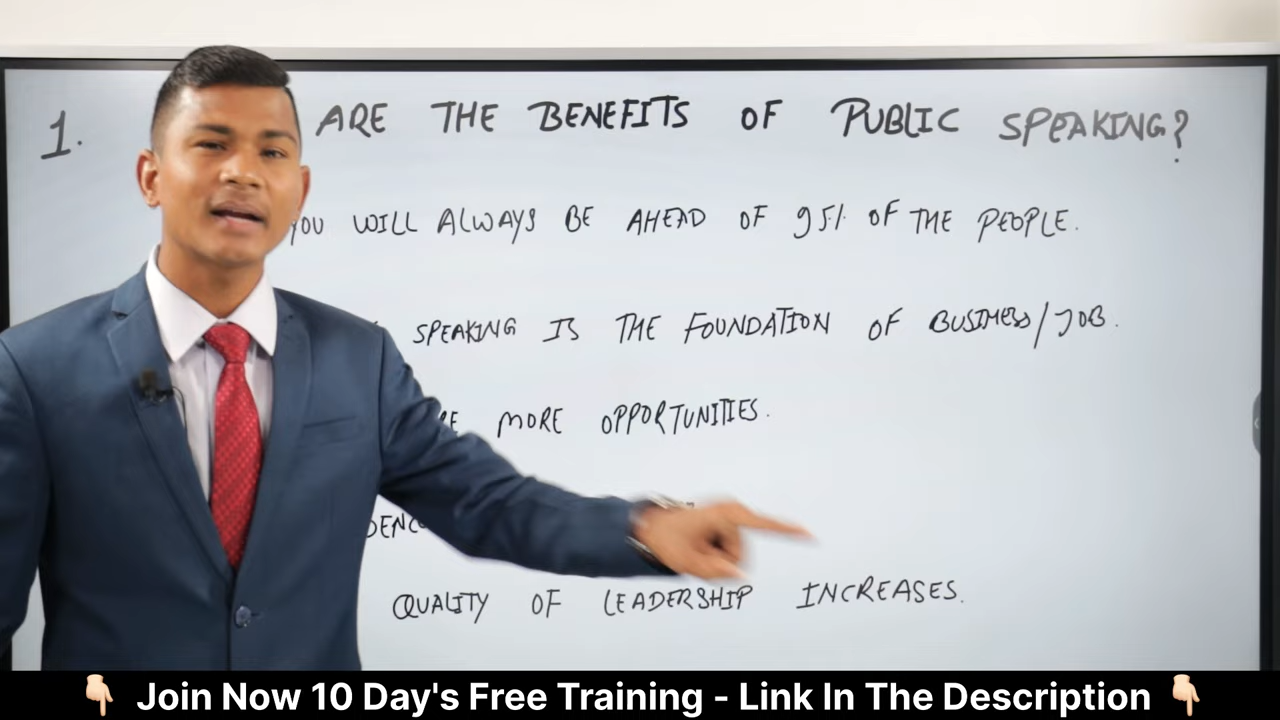 1. ARE THE BENEFITS OF PUBLIC SPEAKING?
YOU WILL ALWAYS BE AHEAD OF 95% OF THE PEOPLE.
SPEAKING IS THE FOUNDATION OF BUSINESS/JOB.
MORE OPPORTUNITIES.
QUALITY OF LEADERSHIP INCREASES.
👇🏻 Join Now 10 Day's Free Training - Link In The Description 👇🏻